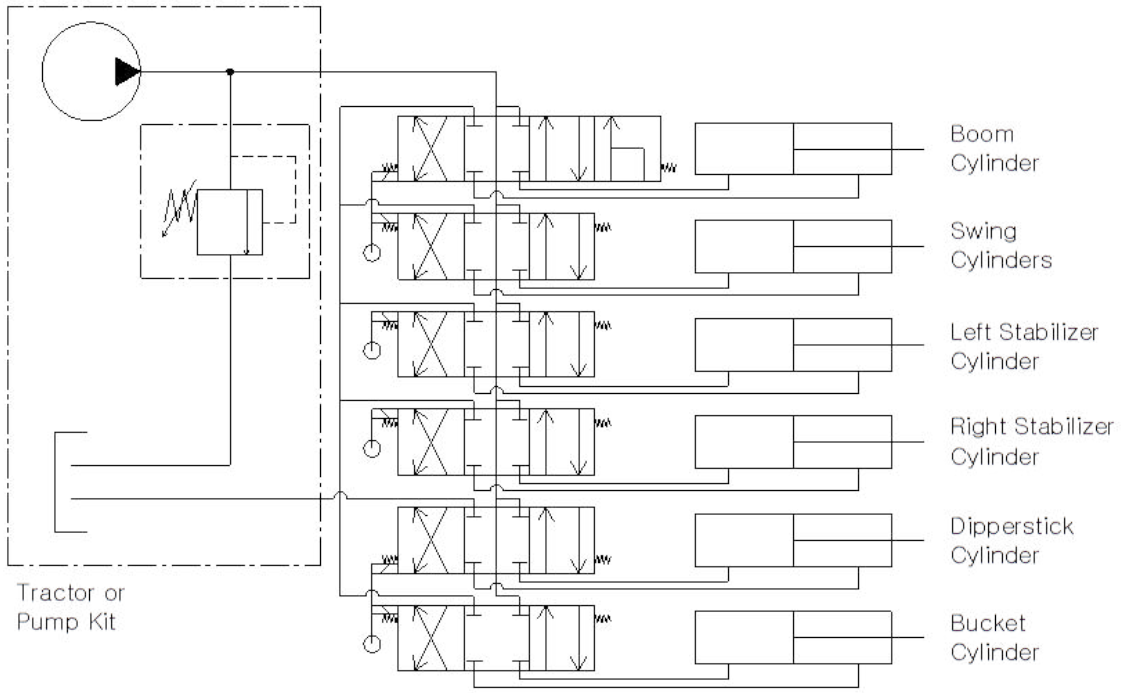 Boom
Cylinder
Swing
Cylinders
Left Stabilizer
Cylinder
Right Stabilizer
Cylinder
Dipperstick
Cylinder
Tractor or
Pump Kit
Bucket
Cylinder